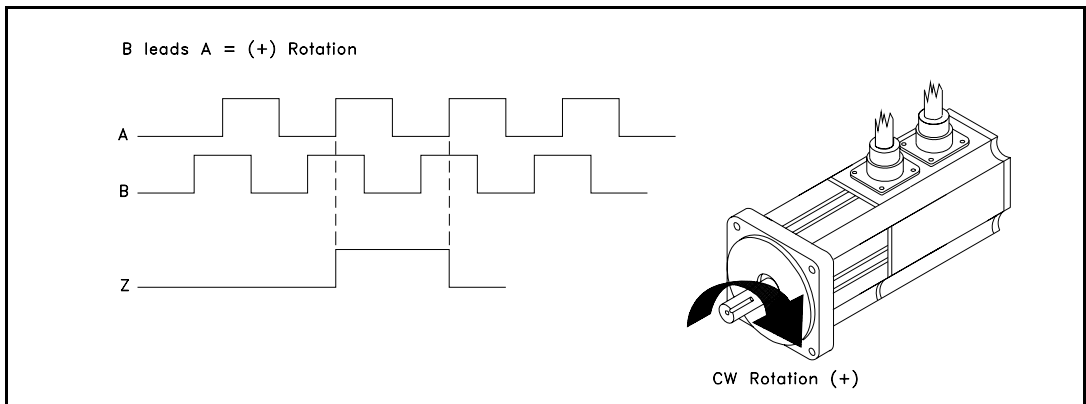 B leads A = (+) Rotation
A
B
Z
CW Rotation (+)